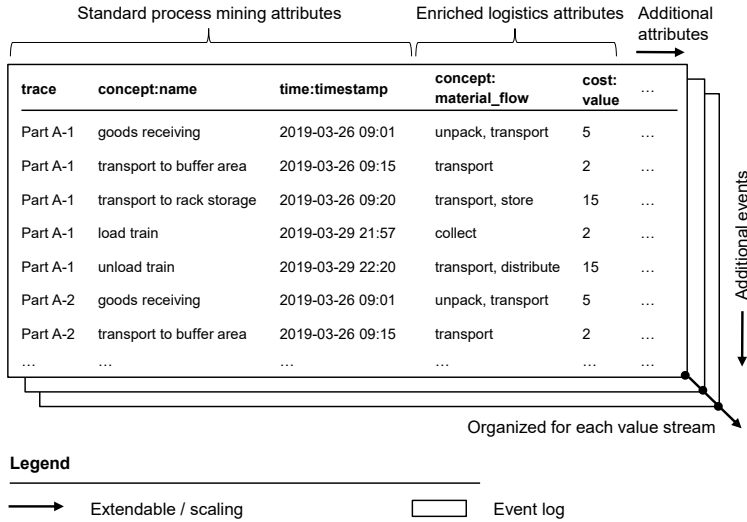 Standard process mining attributes Enriched logistics attributes Additional attributes
trace concept:name time:timestamp concept: material_flow cost: value …
Part A-1 goods receiving 2019-03-26 09:01 unpack, transport 5 …
Part A-1 transport to buffer area 2019-03-26 09:15 transport 2 …
Part A-1 transport to rack storage 2019-03-26 09:20 transport, store 15 …
Part A-1 load train 2019-03-29 21:57 collect 2 …
Part A-1 unload train 2019-03-29 22:20 transport, distribute 15 …
Part A-2 goods receiving 2019-03-26 09:01 unpack, transport 5 …
Part A-2 transport to buffer area 2019-03-26 09:15 transport 2 …
… … … … … …
Additional events
Organized for each value stream
Legend
Extendable / scaling Event log